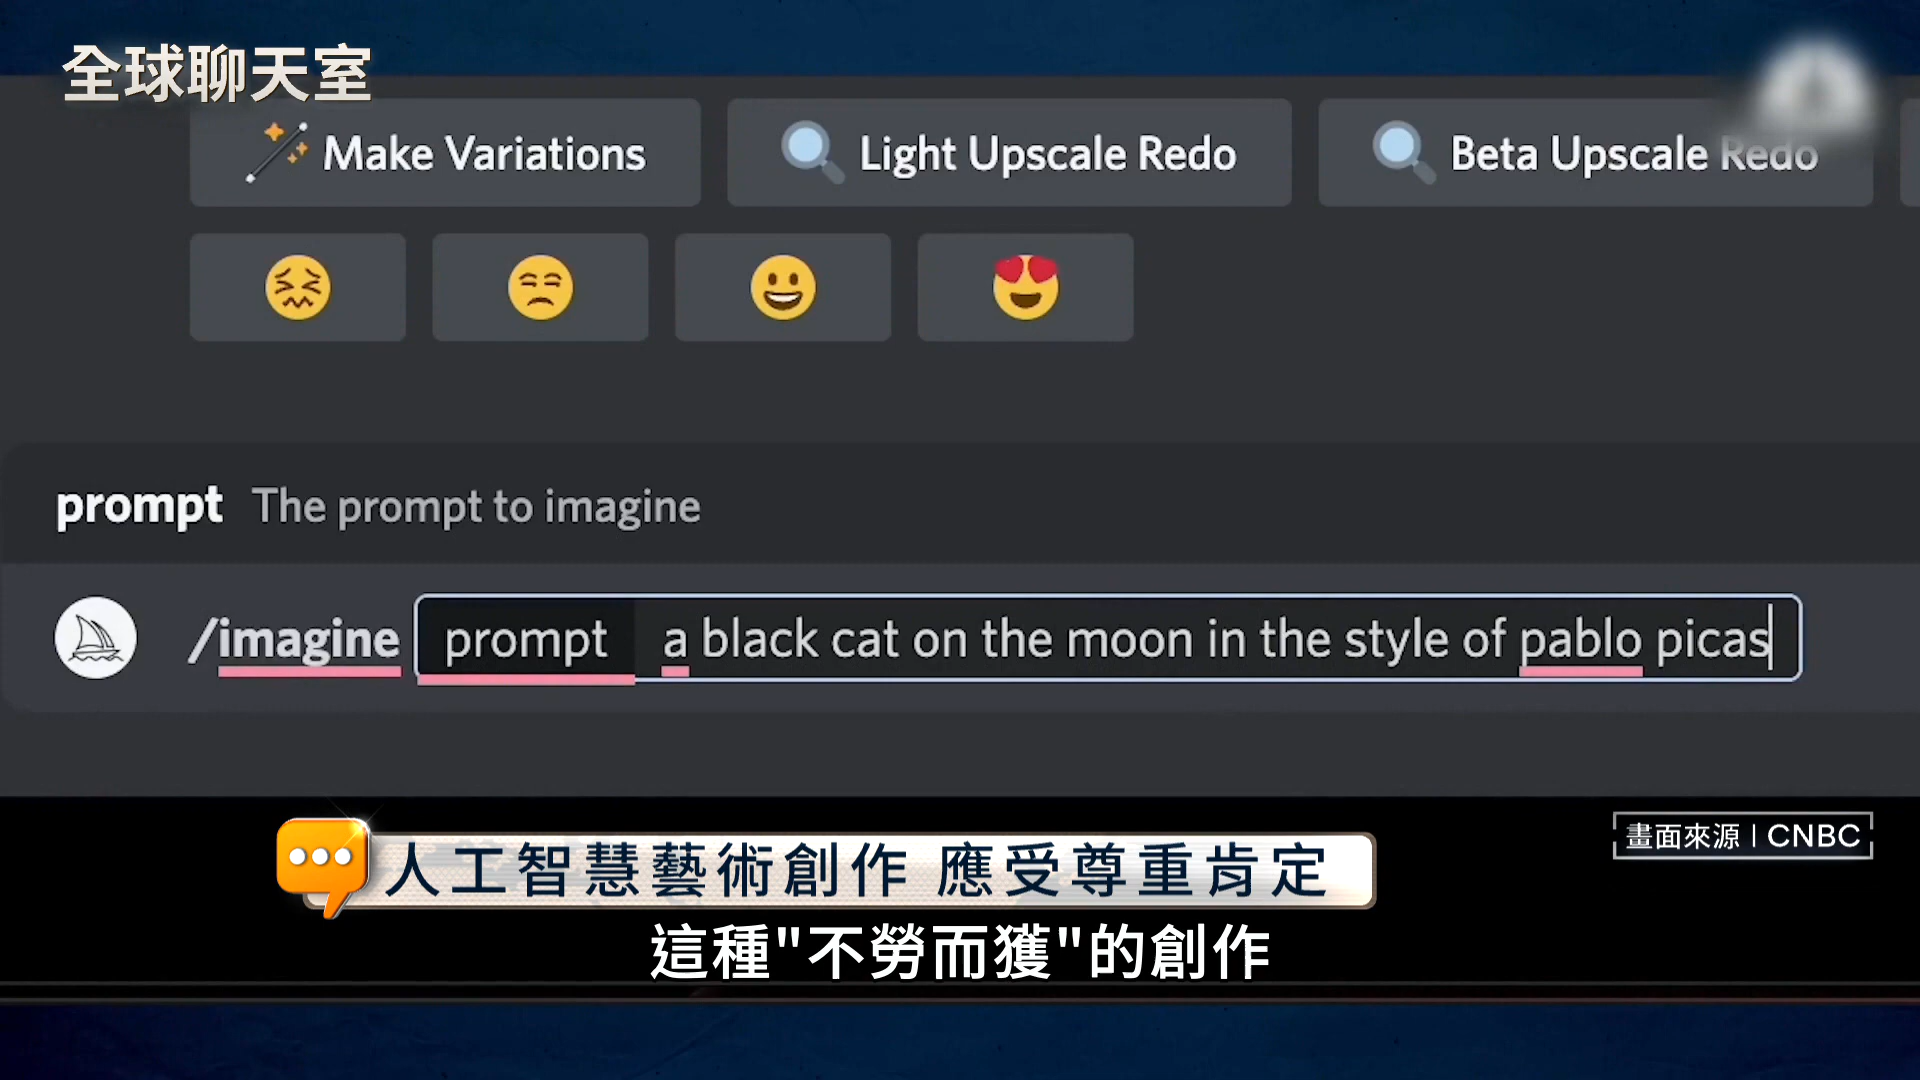 全球聊天室
Make Variations
Light Upscale Redo
Beta Upscale Redo
prompt The prompt to imagine
/imagine prompt a black cat on the moon in the style of pablo picas
畫面來源 | CNBC
人工智慧藝術創作 應受尊重肯定
這種"不勞而獲"的創作